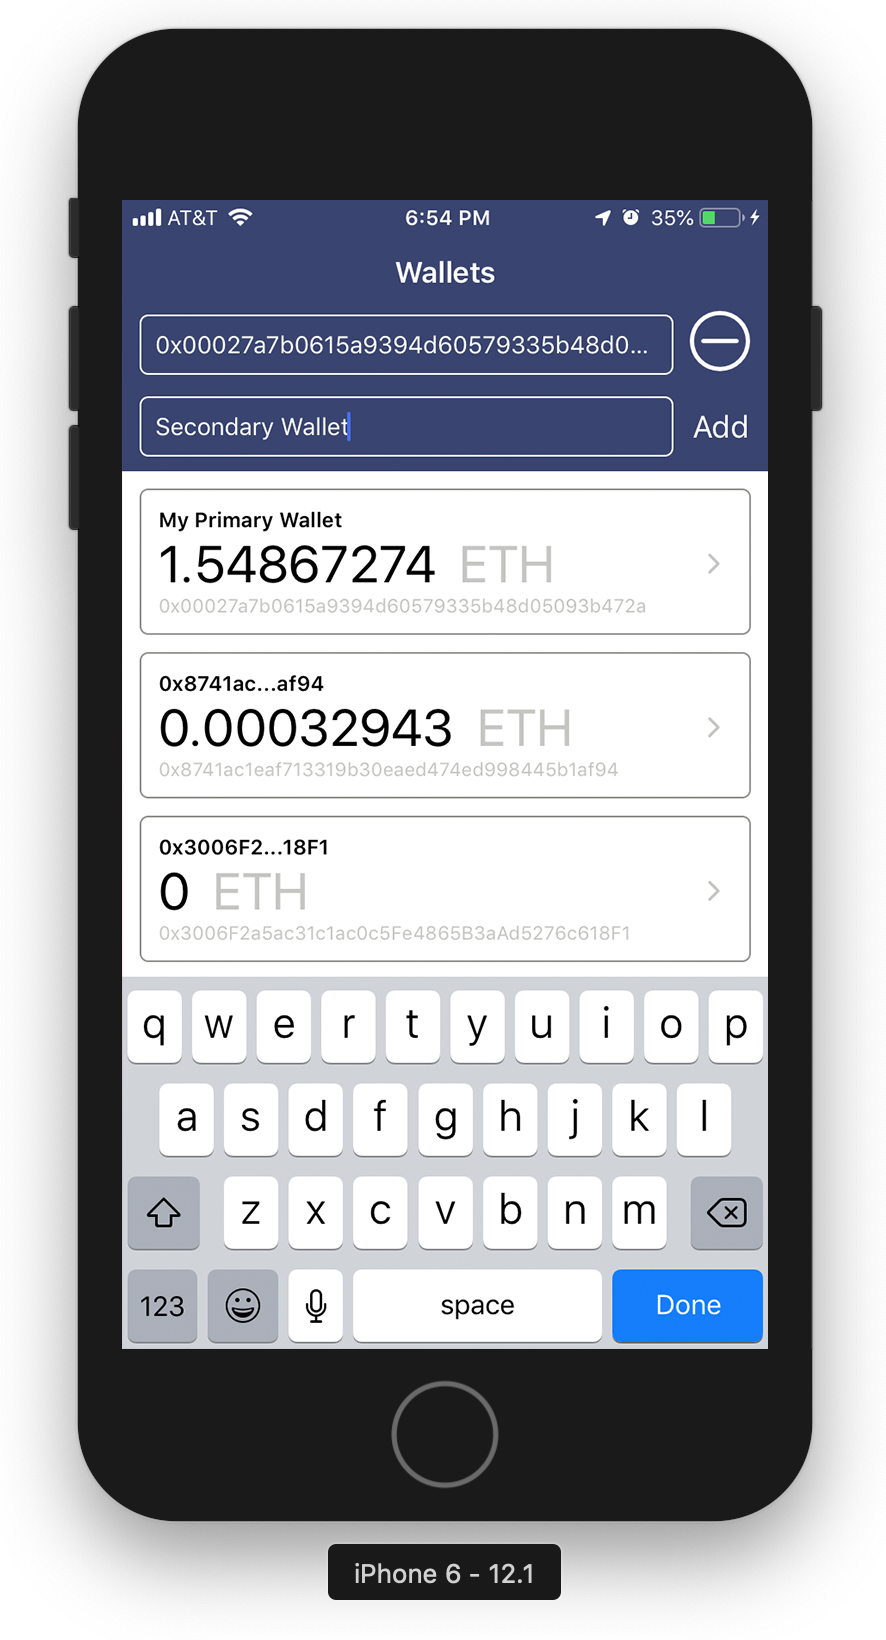 AT&T 6:54 PM 35%
Wallets
0x00027a7b0615a9394d60579335b48d0...
Secondary Wallet Add
My Primary Wallet
1.54867274 ETH
0x00027a7b0615a9394d60579335b48d05093b472a
0x8741ac...af94
0.00032943 ETH
0x8741ac1eaf713319b30eaed474ed998445b1af94
0x3006F2...18F1
0 ETH
0x3006F2a5ac31c1ac0c5Fe4865B3aAd5276c618F1
q w e r t y u i o p
a s d f g h j k l
z x c v b n m
123 space Done
iPhone 6 - 12.1